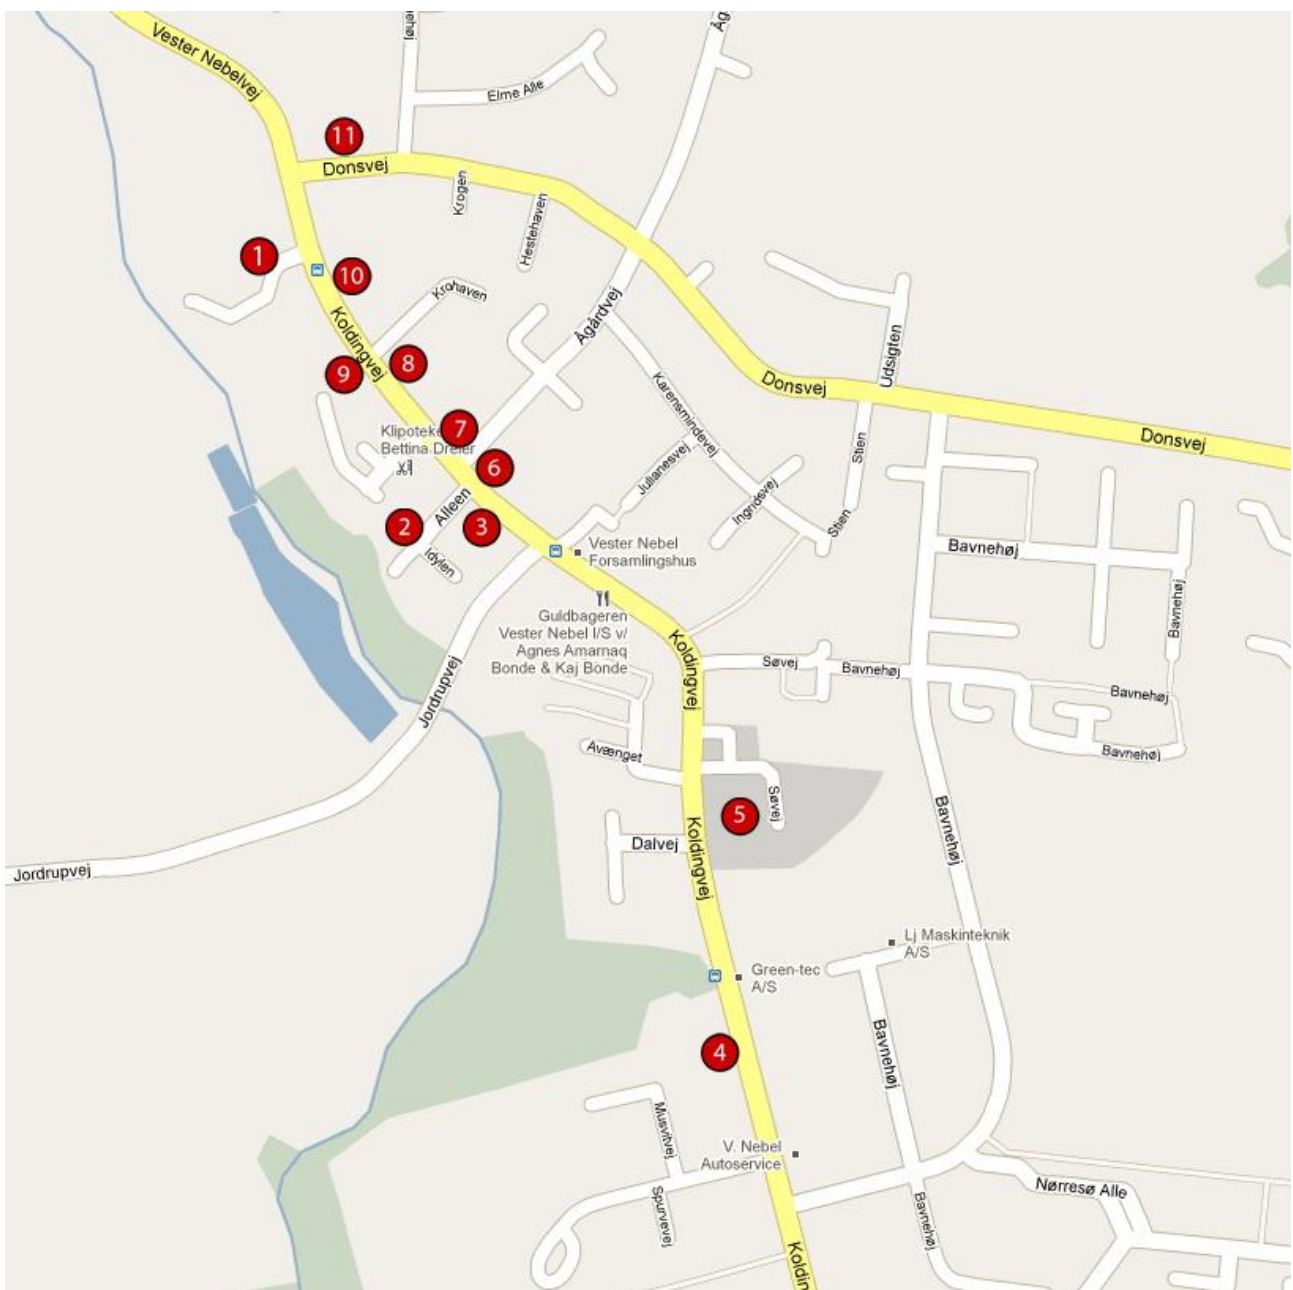 Vester Nebelvej
Elme Alle
11
Donsvej
Krogen
Hestehaven
1
10
Krohaven
Koldingvej
Ågårdvej
9
8
Udsigten
Donsvej
Karensmindevej
Donsvej
7
Bettina Dreier
6
Julianesvej
Stien
Ingridsvej
Alleen
2
3
Stien
Idylen
Vester Nebel
Forsamlingshus
Bavnehøj
Bavnehøj
Guldbageren
Vester Nebel I/S v/
Agnes Amarnaq
Bonde & Kaj Bonde
Koldingvej
Søvej
Bavnehøj
Bavnehøj
Jordrupvej
Avænget
Bavnehøj
Søvej
5
Bavnehøj
Koldingvej
Dalvej
Jordrupvej
Lj Maskinteknik
A/S
Green-tec
A/S
4
Bavnehøj
Musvitvej
V. Nebel
Autoservice
Spurvevej
Nørresø Alle
Bavnehøj